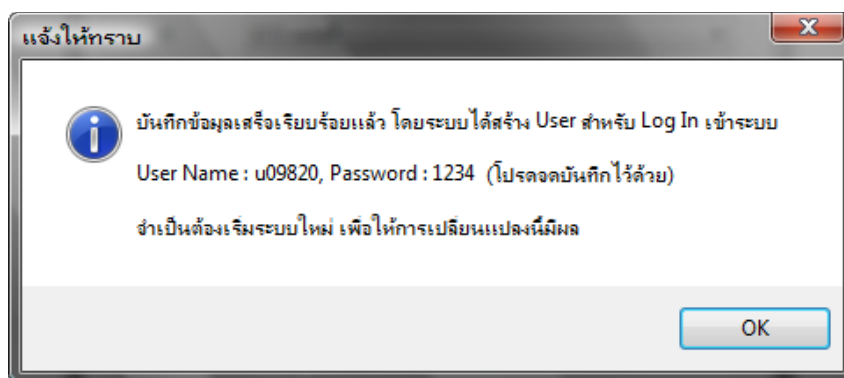 แจ้งให้ทราบ
บันทึกข้อมูลเสร็จเรียบร้อยแล้ว โดยระบบได้สร้าง User สำหรับ Log In เข้าระบบ
User Name : u09820, Password : 1234 (โปรดจดบันทึกไว้ด้วย)
จำเป็นต้องเริ่มระบบใหม่ เพื่อให้การเปลี่ยนแปลงนี้มีผล
OK